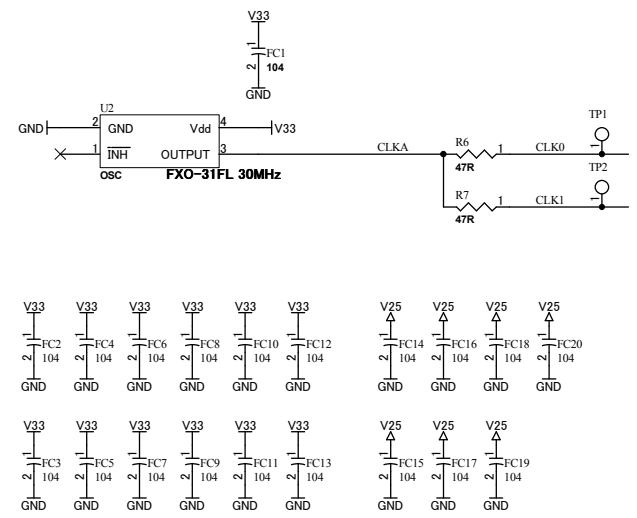 V33
1
FC1
2
104
GND
U2
TP1
GND 2 GND Vdd 4 V33
1
1 INH OUTPUT 3 CLKA R6 1 CLK0
OSC FXO-31FL 30MHz 47R
TP2
1
R7 1 CLK1
47R
V33 V33 V33 V33 V33 V33 V25 V25 V25 V25
1 1 1 1 1 1 1 1 1 1
FC2 FC4 FC6 FC8 FC10 FC12 FC14 FC16 FC18 FC20
2 104 2 104 2 104 2 104 2 104 2 104 2 104 2 104 2 104 2 104
GND GND GND GND GND GND GND GND GND GND
V33 V33 V33 V33 V33 V33 V25 V25 V25
1 1 1 1 1 1 1 1 1
FC3 FC5 FC7 FC9 FC11 FC13 FC15 FC17 FC19
2 104 2 104 2 104 2 104 2 104 2 104 2 104 2 104 2 104
GND GND GND GND GND GND GND GND GND